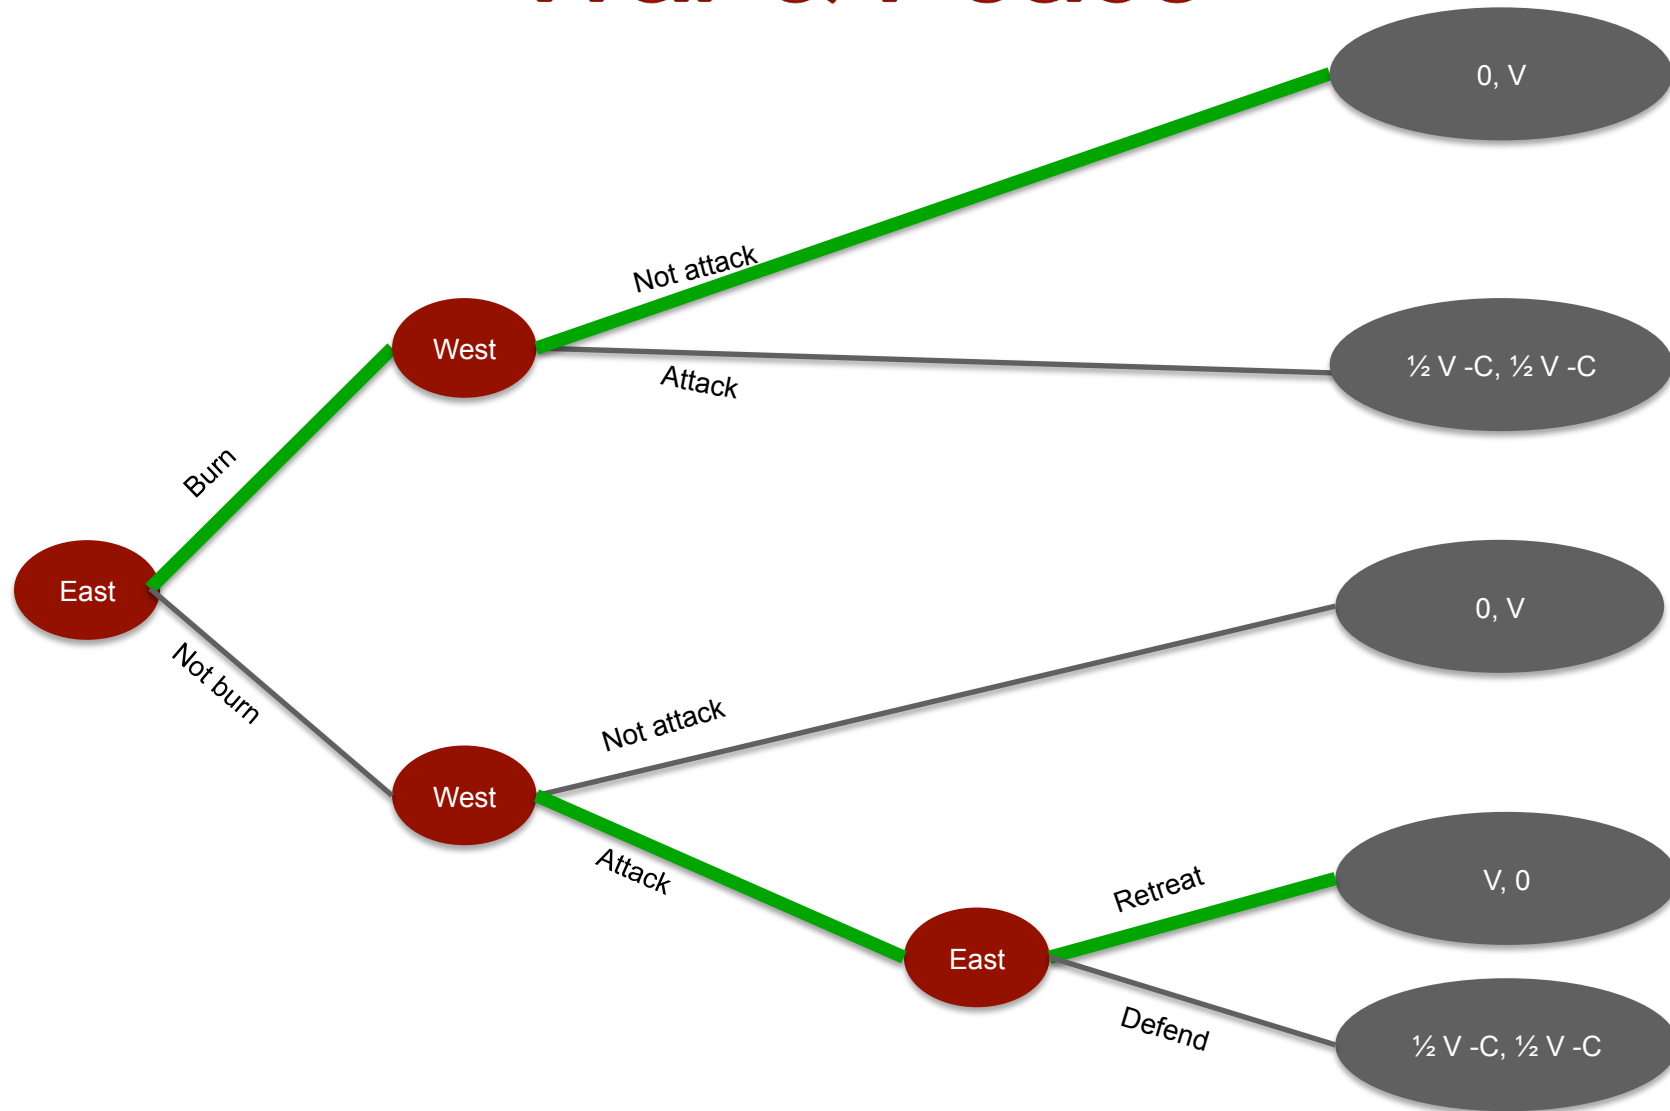 0, V
Not attack
West
½ V -C, ½ V -C
Attack
Burn
East
0, V
Not burn
Not attack
West
Attack
Retreat
V, 0
East
Defend
½ V -C, ½ V -C